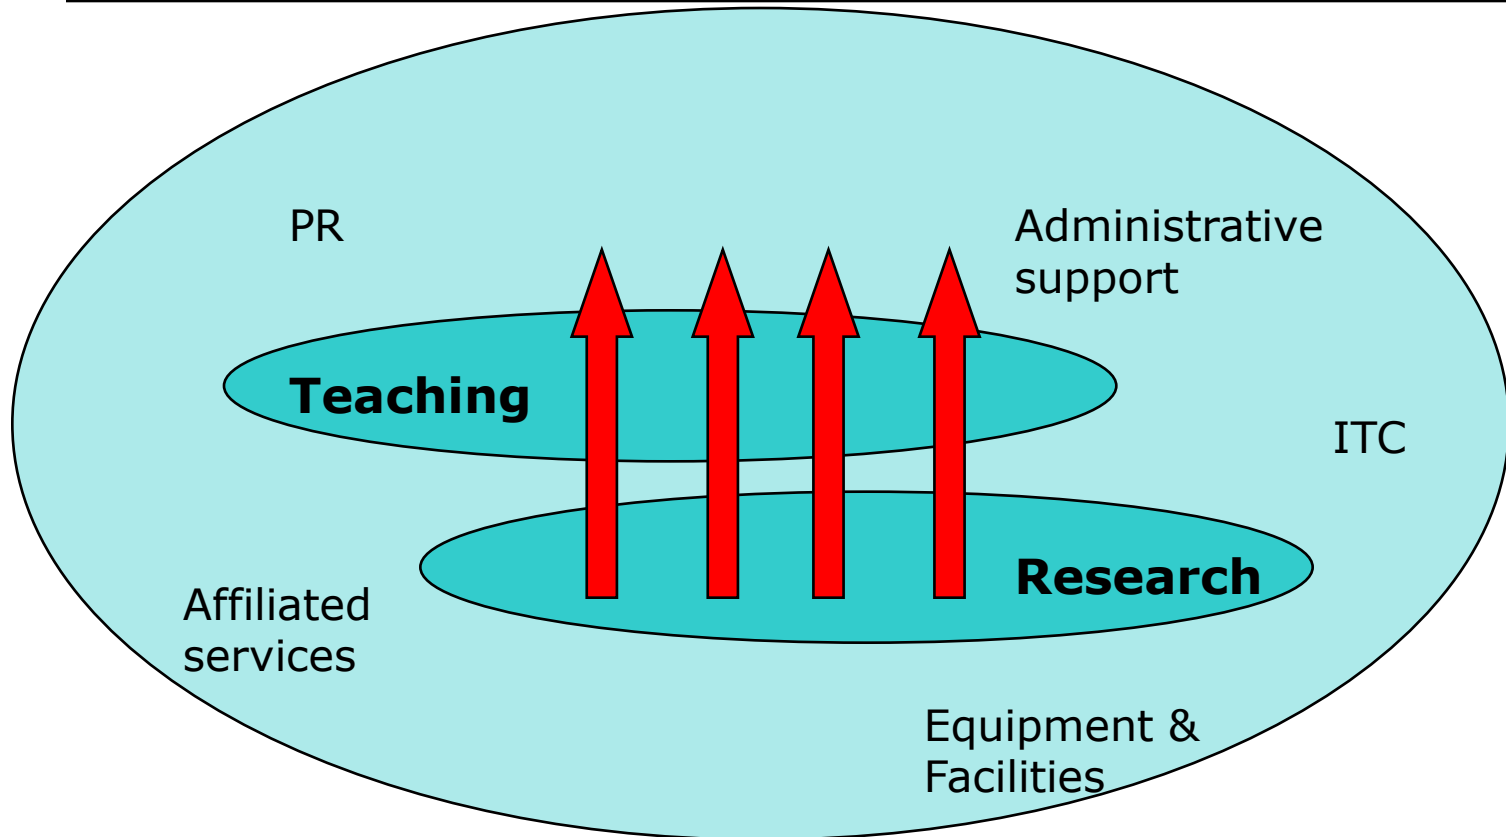 PR
Administrative
support
Teaching
ITC
Research
Affiliated
services
Equipment &
Facilities